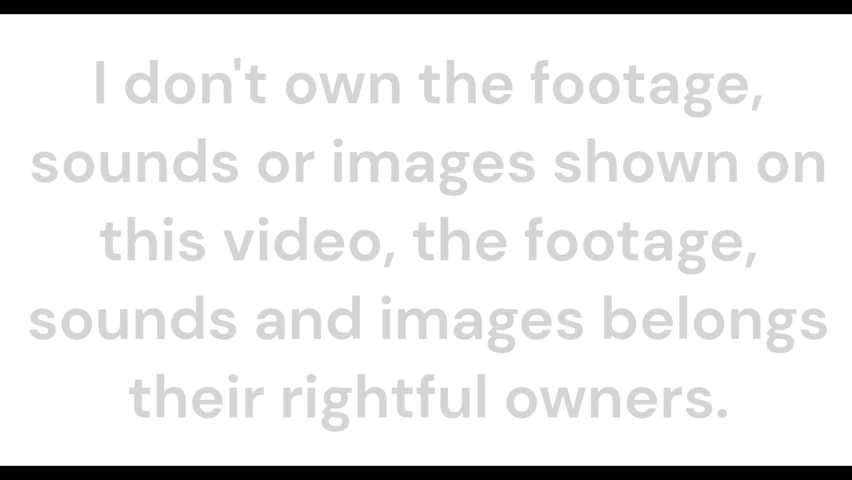 I don't own the footage,
sounds or images shown on
this video, the footage,
sounds and images belongs
their rightful owners.